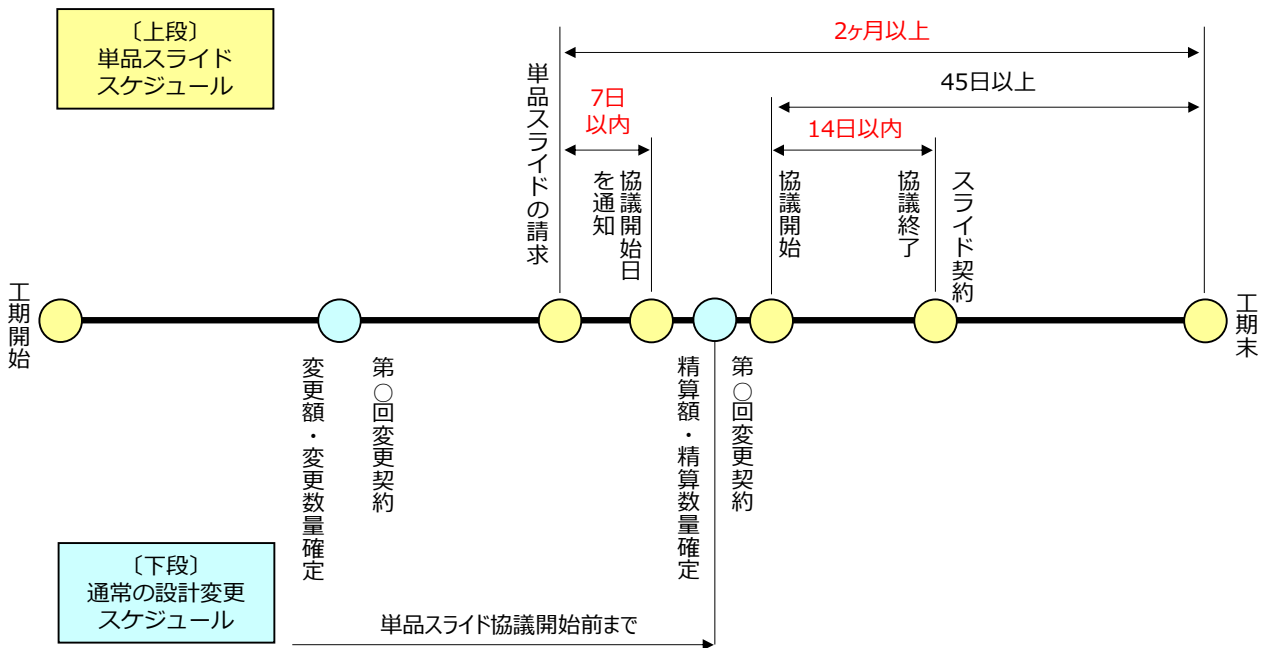 〔上段〕
単品スライド
スケジュール
2ヶ月以上
45日以上
7日
以内
14日以内
単品スライドの請求
協議開始日
を通知
協議開始
協議終了
スライド契約
工期開始
工期末
変更額・変更数量確定
第〇回変更契約
精算額・精算数量確定
第〇回変更契約
〔下段〕
通常の設計変更
スケジュール
単品スライド協議開始前まで